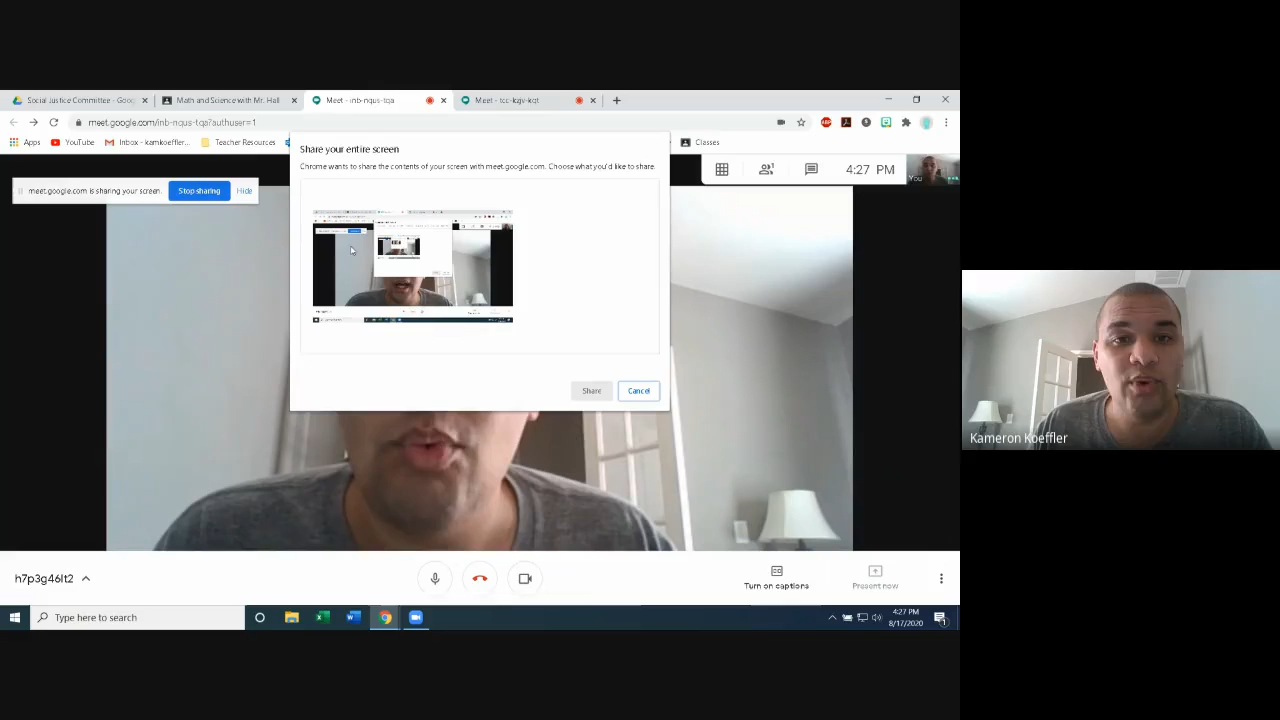 Social Justice Committee - Goog
Math and Science with Mr. Hall
Meet - inb-nqus-tqa
Meet - tcc-kqjv-kqt
meet.google.com/inb-nqus-tqa?authuser=1
Apps
YouTube
Inbox - kamkoeffler...
Teacher Resources
Classes
Share your entire screen
Chrome wants to share the contents of your screen with meet.google.com. Choose what you'd like to share.
4:27 PM
You
meet.google.com is sharing your screen.
Stop sharing
Hide
Share
Cancel
Kameron Koeffler
h7p3g46lt2
Turn on captions
Present now
Type here to search
4:27 PM
8/17/2020